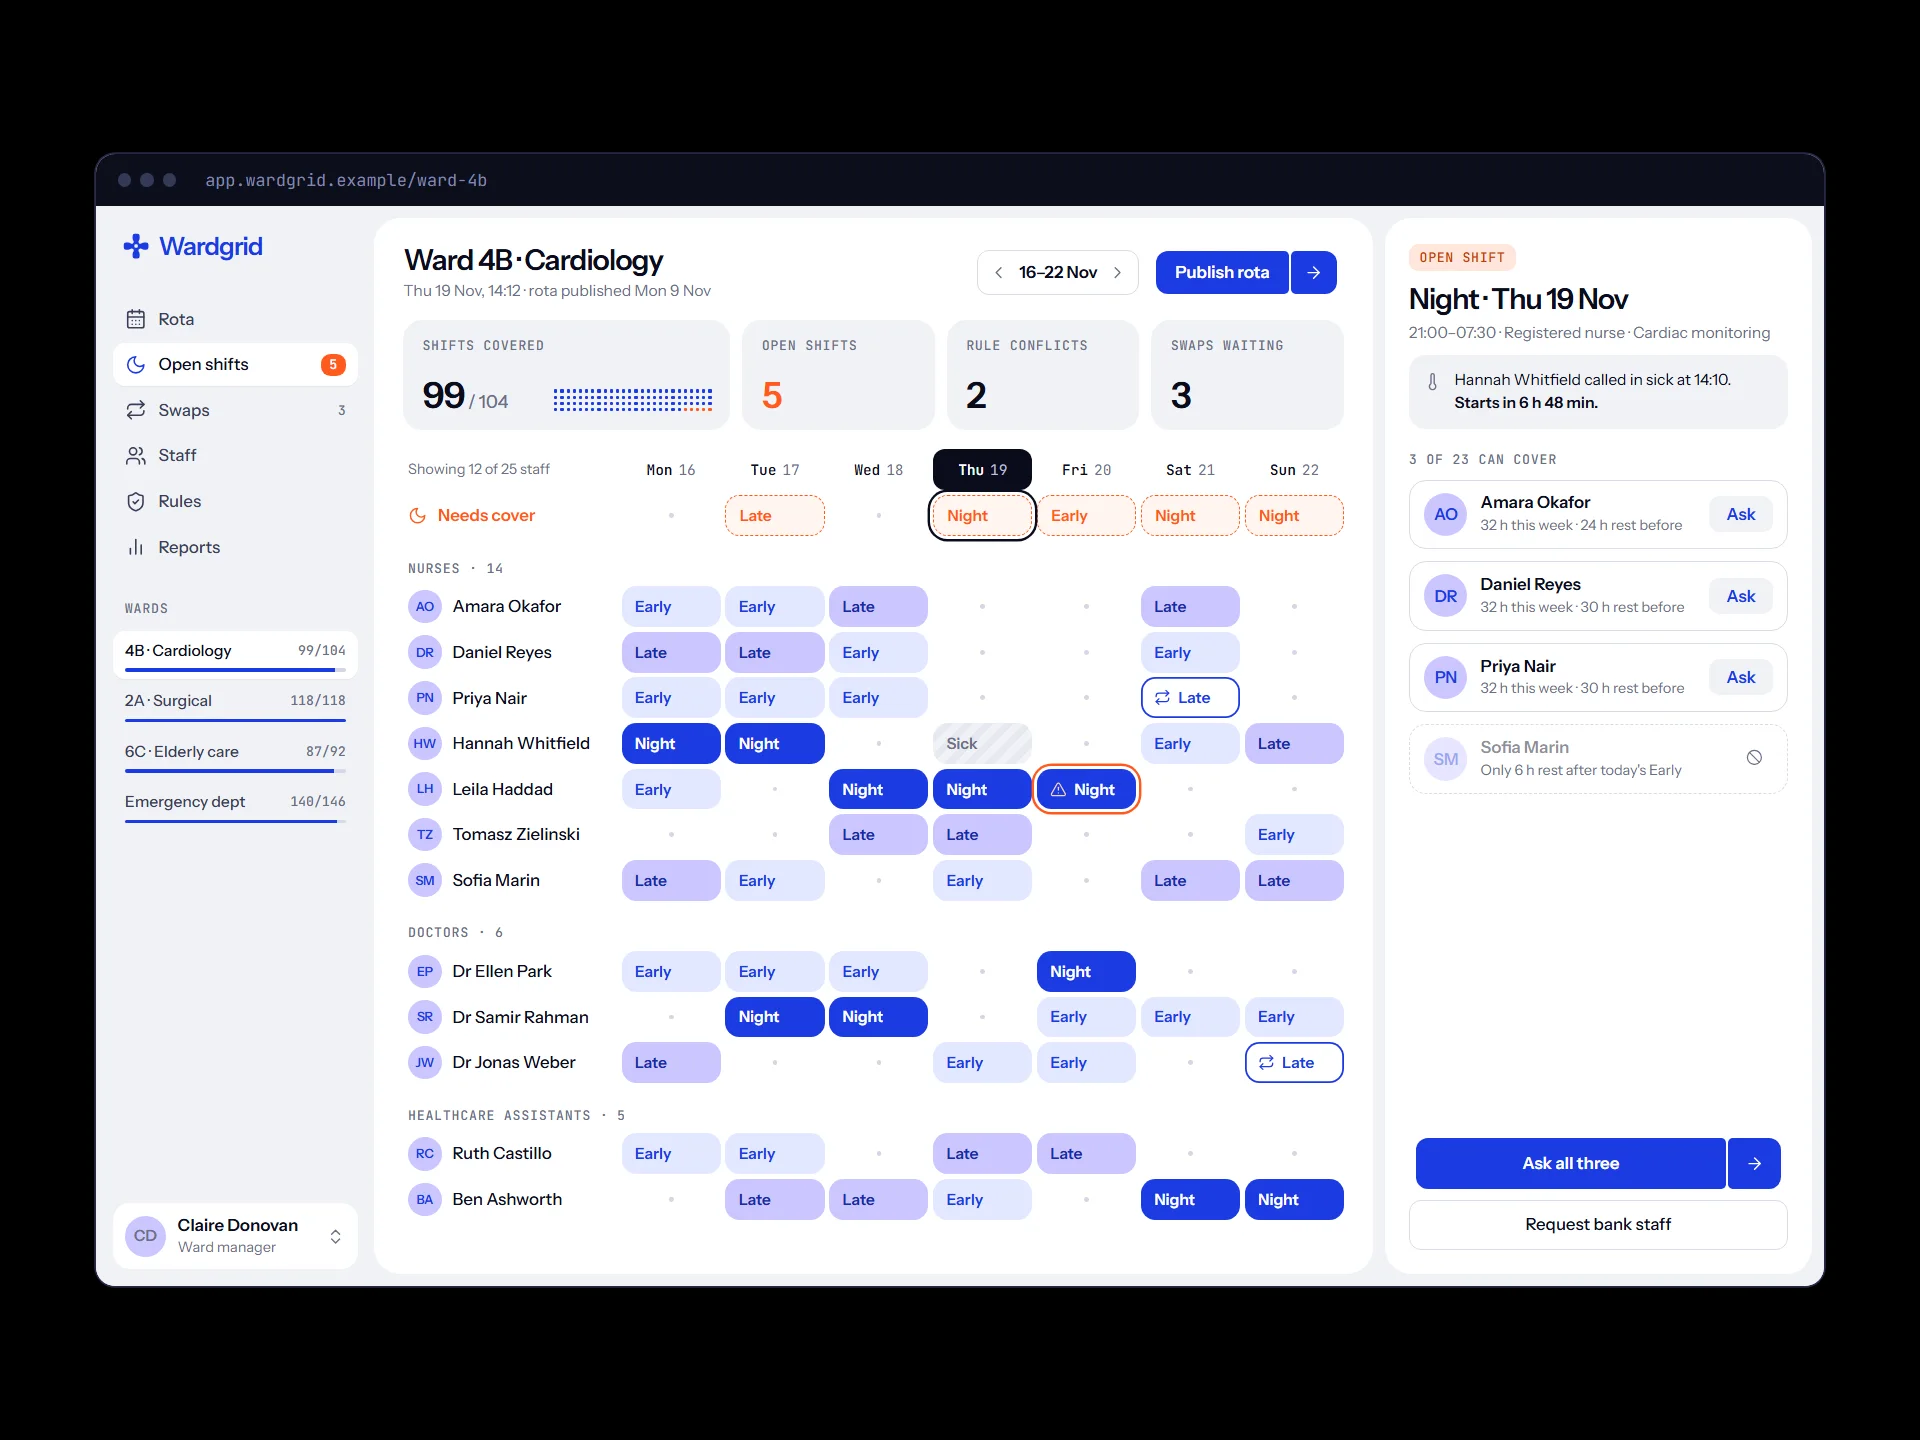 app.wardgrid.example/ward-4b
Wardgrid
Rota
Open shifts 5
Swaps 3
Staff
Rules
Reports
WARDS
4B · Cardiology 99/104
2A · Surgical 118/118
6C · Elderly care 87/92
Emergency dept 140/146
CD Claire Donovan
Ward manager
Ward 4B · Cardiology
Thu 19 Nov, 14:12 · rota published Mon 9 Nov
16–22 Nov
Publish rota
SHIFTS COVERED
99 / 104
OPEN SHIFTS
5
RULE CONFLICTS
2
SWAPS WAITING
3
Showing 12 of 25 staff Mon 16 Tue 17 Wed 18 Thu 19 Fri 20 Sat 21 Sun 22
Needs cover Late Night Early Night Night
NURSES · 14
AO Amara Okafor Early Early Late Late
DR Daniel Reyes Late Late Early Early
PN Priya Nair Early Early Early Late
HW Hannah Whitfield Night Night Sick Early Late
LH Leila Haddad Early Night Night Night
TZ Tomasz Zielinski Late Late Early
SM Sofia Marin Late Early Early Late Late
DOCTORS · 6
EP Dr Ellen Park Early Early Early Night
SR Dr Samir Rahman Night Night Early Early Early
JW Dr Jonas Weber Late Early Early Late
HEALTHCARE ASSISTANTS · 5
RC Ruth Castillo Early Early Late Late
BA Ben Ashworth Late Late Early Night Night
OPEN SHIFT
Night · Thu 19 Nov
21:00–07:30 · Registered nurse · Cardiac monitoring
Hannah Whitfield called in sick at 14:10.
Starts in 6 h 48 min.
3 OF 23 CAN COVER
AO Amara Okafor Ask
32 h this week · 24 h rest before
DR Daniel Reyes Ask
32 h this week · 30 h rest before
PN Priya Nair Ask
32 h this week · 30 h rest before
SM Sofia Marin
Only 6 h rest after today's Early
Ask all three
Request bank staff